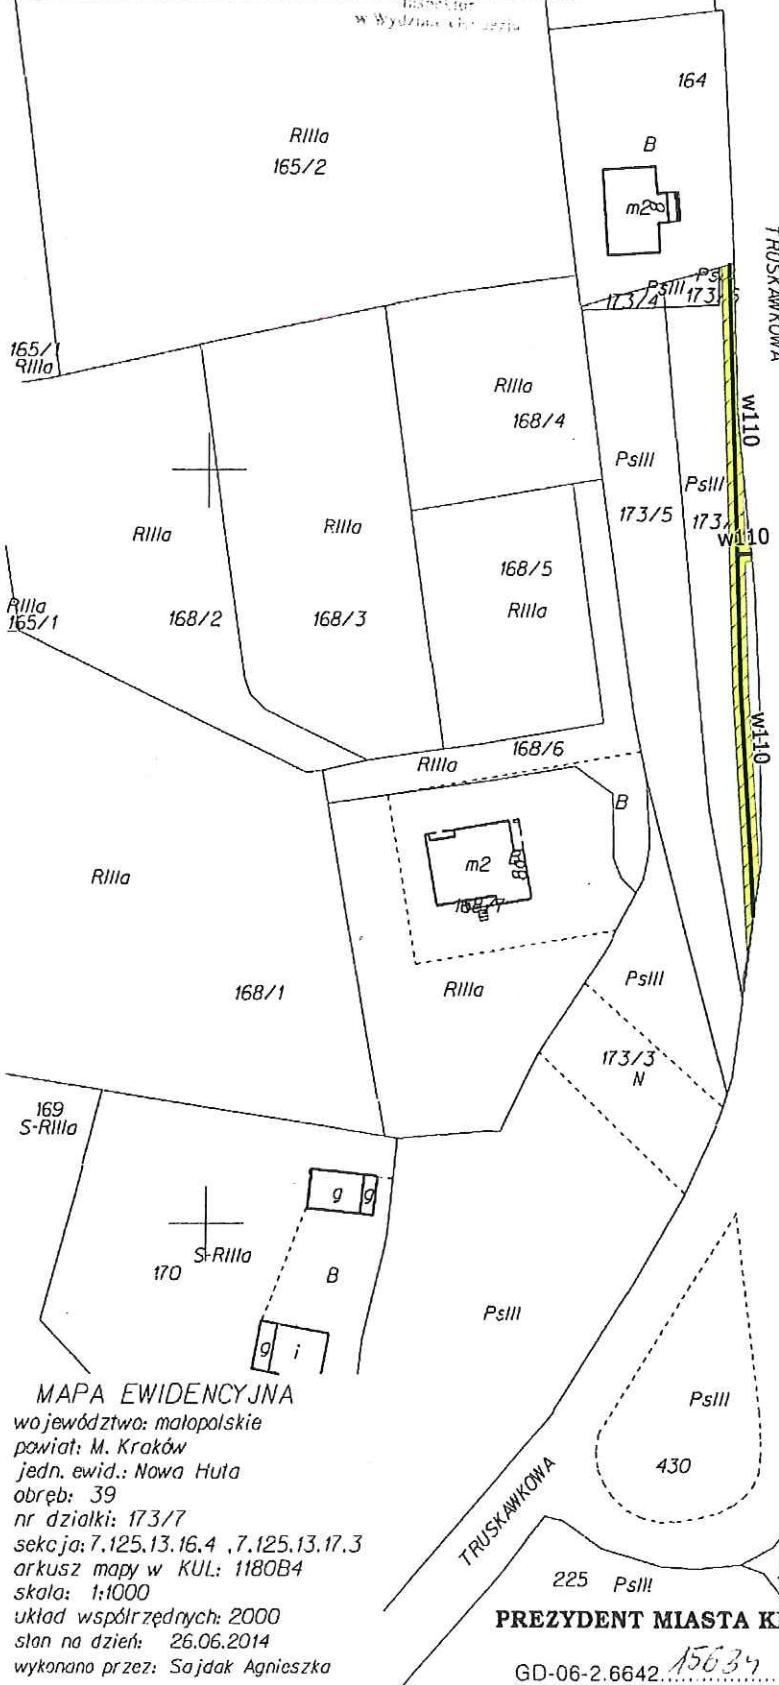 w Wydziale
164
RIIIa
165/2
B
m2
TRUSKAWKOWA
PsIII
173/4
165/1
RIIIa
RIIIa
168/4
w110
PsIII
PsIII
173/5
w110
RIIIa
RIIIa
168/5
RIIIa
RIIIa
165/1
168/2
168/3
w110
168/6
RIIIa
B
m2
168/7
RIIIa
168/1
RIIIa
PsIII
173/3
N
169
S-RIIIa
g
g
S-RIIIa
170
B
PsIII
g
i
MAPA EWIDENCYJNA
województwo: małopolskie
powiat: M. Kraków
jedn. ewid.: Nowa Huta
obręb: 39
nr działki: 173/7
sekcja: 7.125.13.16.4 ,7.125.13.17.3
arkusz mapy w KUL: 1180B4
skala: 1:1000
układ współrzędnych: 2000
stan na dzień: 26.06.2014
wykonano przez: Sajdak Agnieszka
PsIII
430
TRUSKAWKOWA
225 PsIII
PREZYDENT MIASTA
GD-06-2.6642